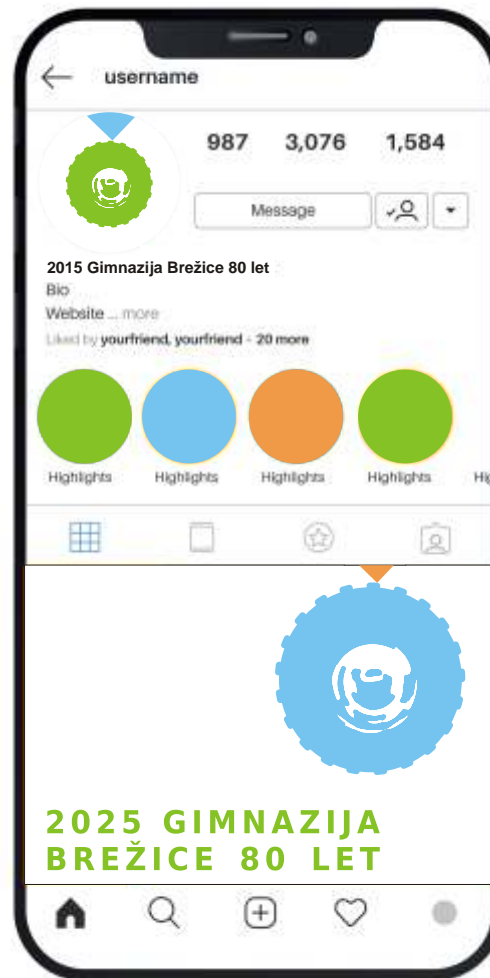 username
987 3,076 1,584
Message
2015 Gimnazija Brežice 80 let
Bio
Website ... more
Liked by yourfriend, yourfriend - 20 more
Highlights Highlights Highlights Highlights
2025 GIMNAZIJA
BREŽICE 80 LET